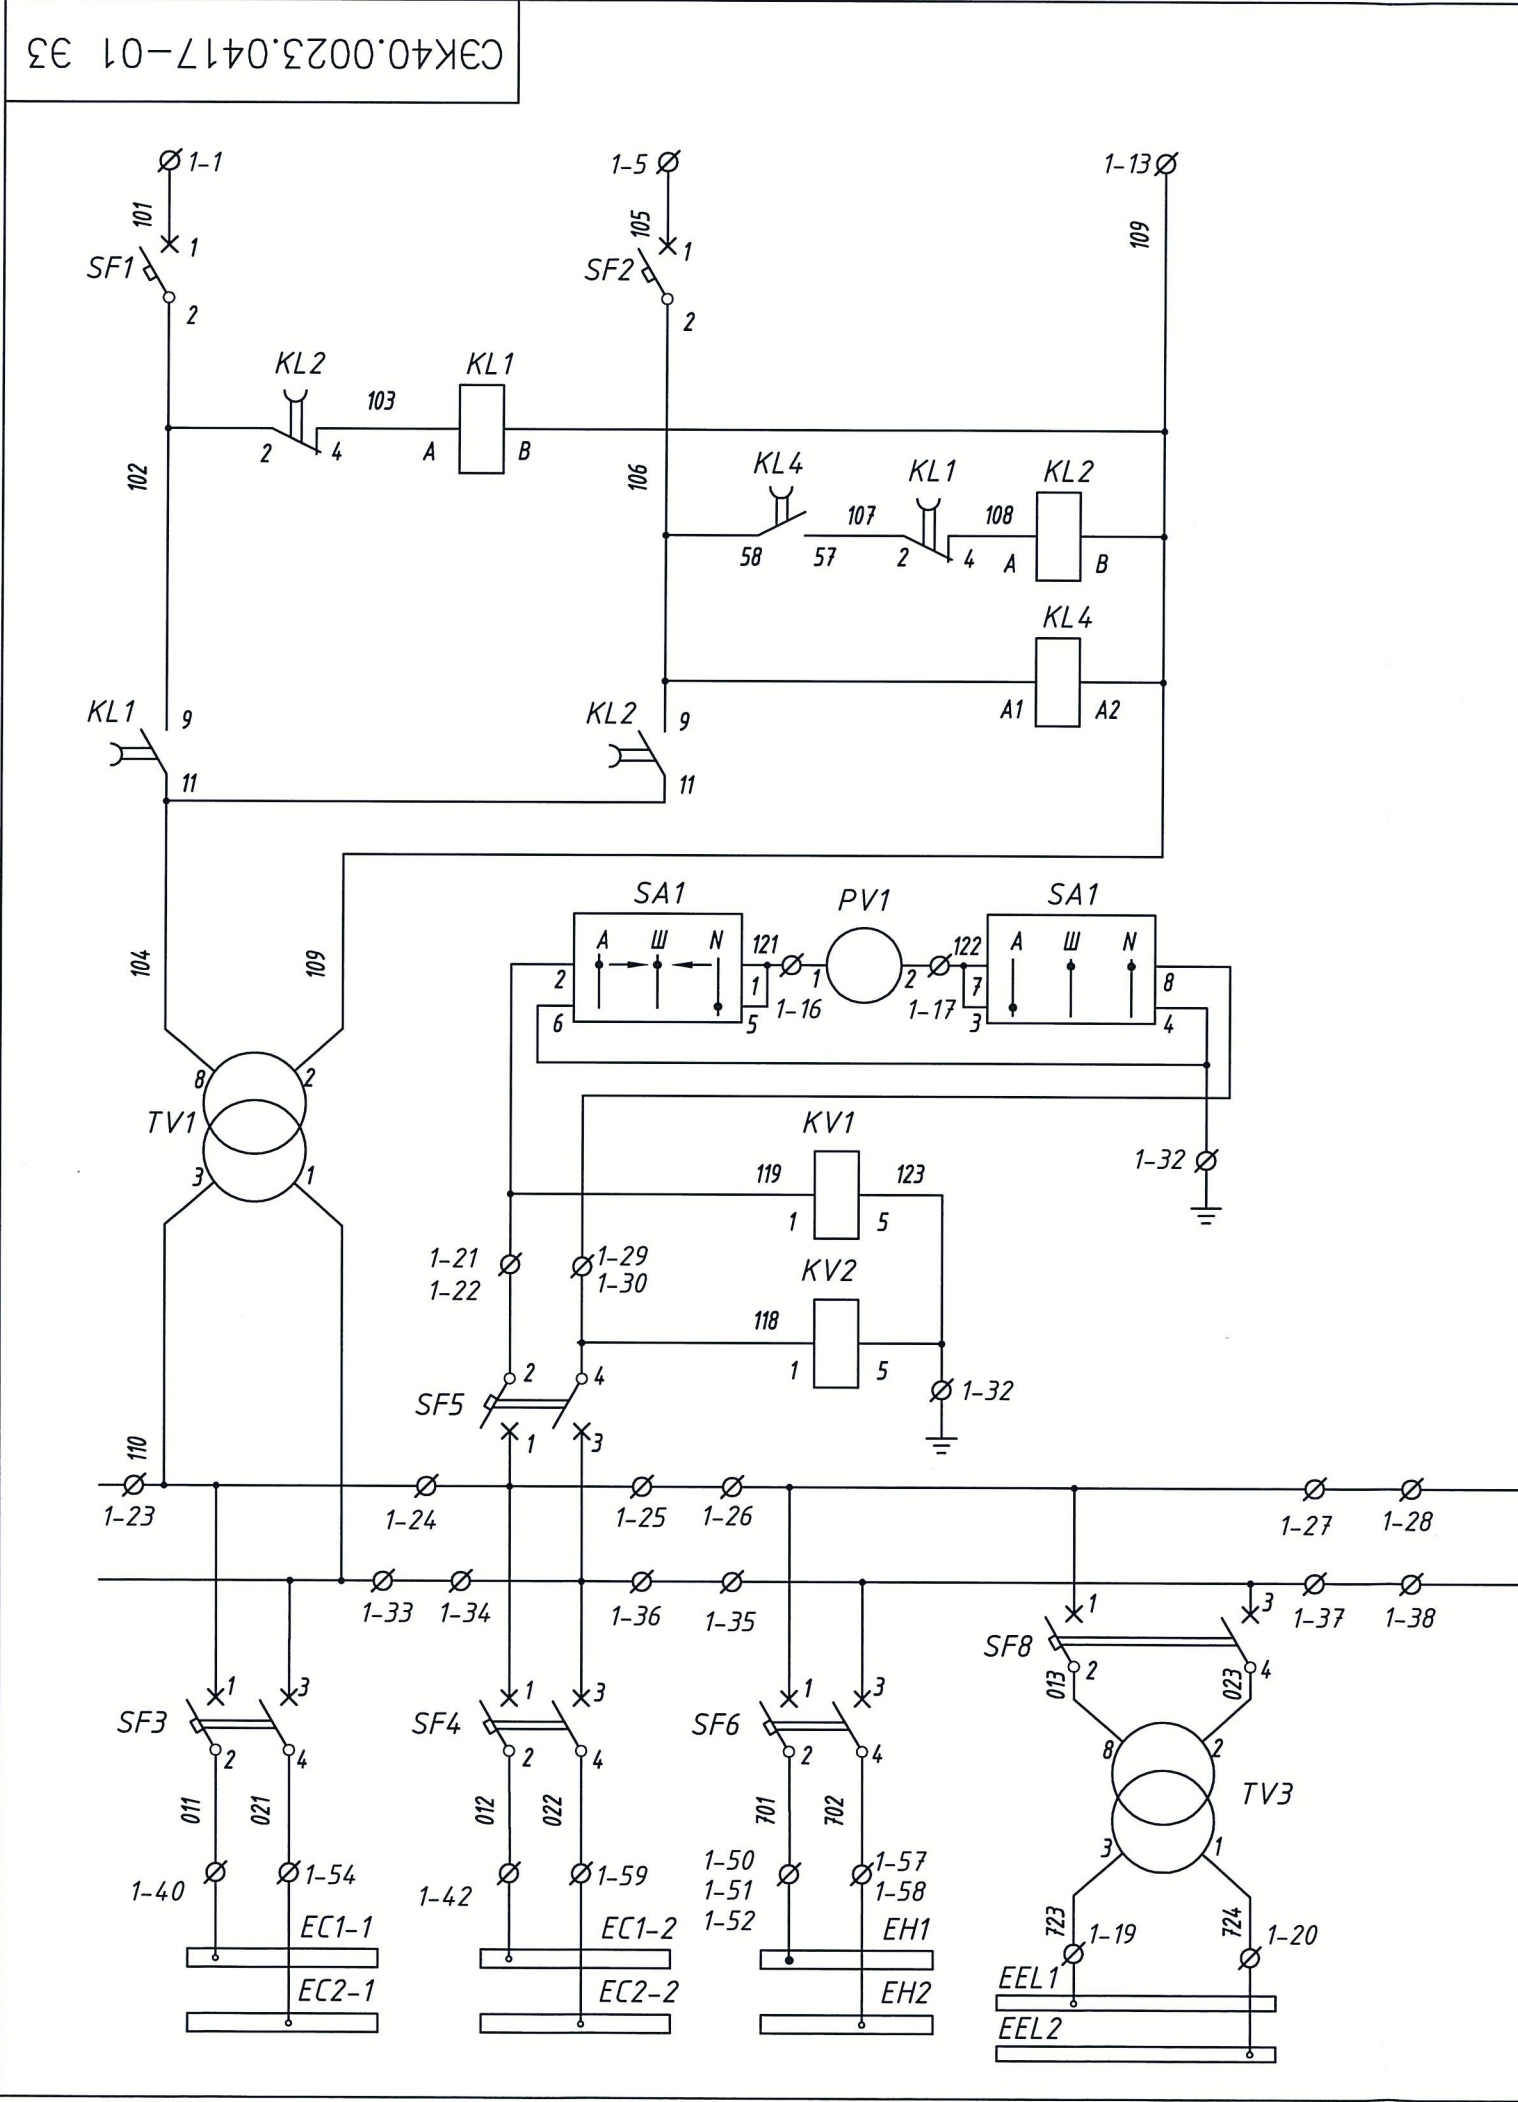 СЭК40.0023.0417-01 Э3
1-1 1-5 1-13
101 105 109
1 1
SF1 SF2
2 2
KL2 KL1
103
2 4 A B
102 106
KL4 KL1 KL2
107 108
58 57 2 4 A B
KL4
A1 A2
KL1 9 KL2 9
11 11
SA1 PV1 SA1
104 109
А Ш N 121 122 А Ш N
2 1 1 2 7 8
6 5 1-16 1-17 3 4
8 2
TV1
3 1
KV1
119 123
1 5
1-32
1-21 1-29
1-22 1-30
KV2
118
1 5
2 4
SF5
1-32
1 3
110
1-23 1-24 1-25 1-26 1-27 1-28
1-33 1-34 1-36 1-35 1-37 1-38
1 3
SF8
2 4
013 023
1 3 1 3 1 3
SF3 SF4 SF6
2 4 2 4 2 4
8 2
TV3
3 1
011 021 012 022 701 702
1-40 1-54 1-42 1-59
1-50 1-57
1-51 1-58
1-52
723 724
1-19 1-20
EC1-1 EC1-2 EH1
EC2-1 EC2-2 EH2
EEL1
EEL2